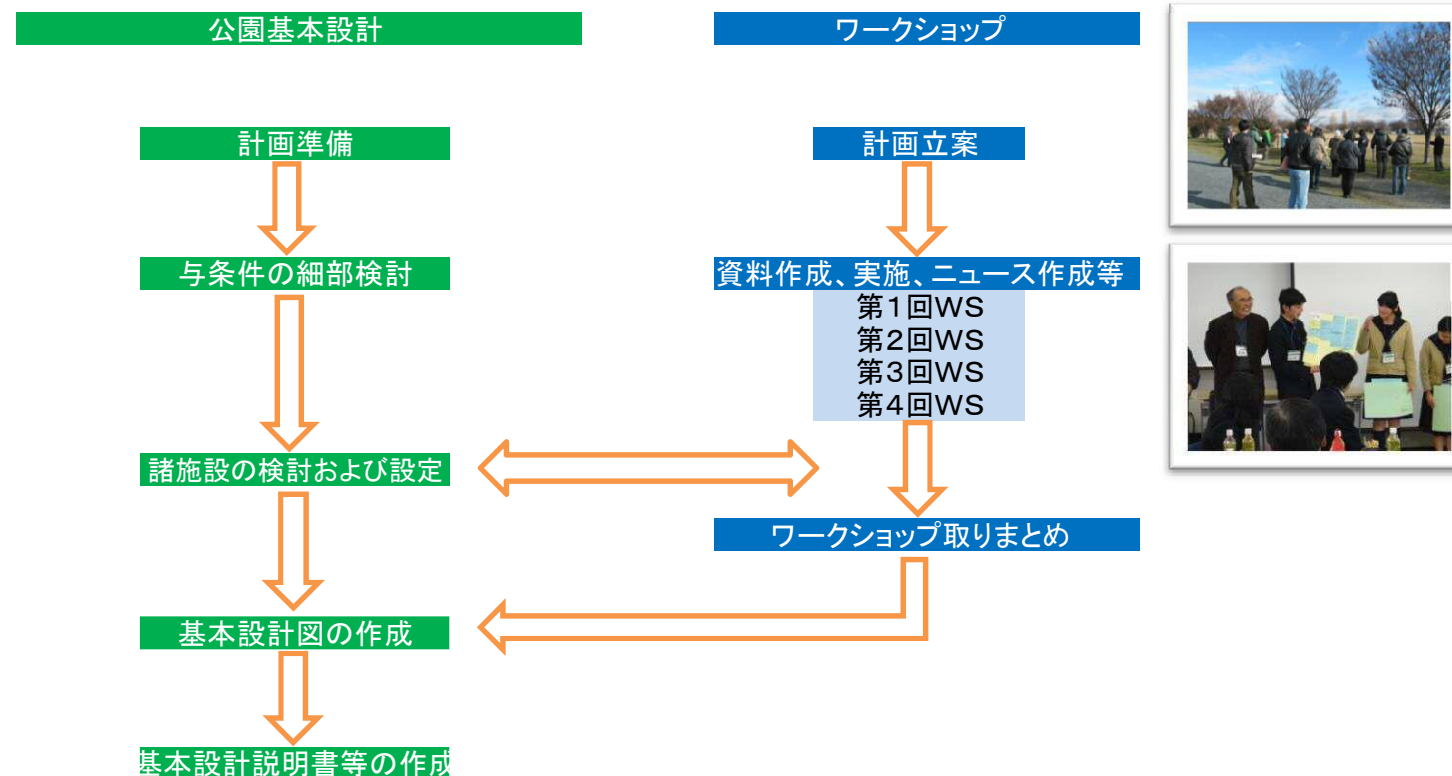 公園基本設計
計画準備
与条件の細部検討
諸施設の検討および設定
基本設計図の作成
基本設計説明書等の作成
ワークショップ
計画立案
資料作成、実施、ニュース作成等
第1回WS
第2回WS
第3回WS
第4回WS
ワークショップ取りまとめ